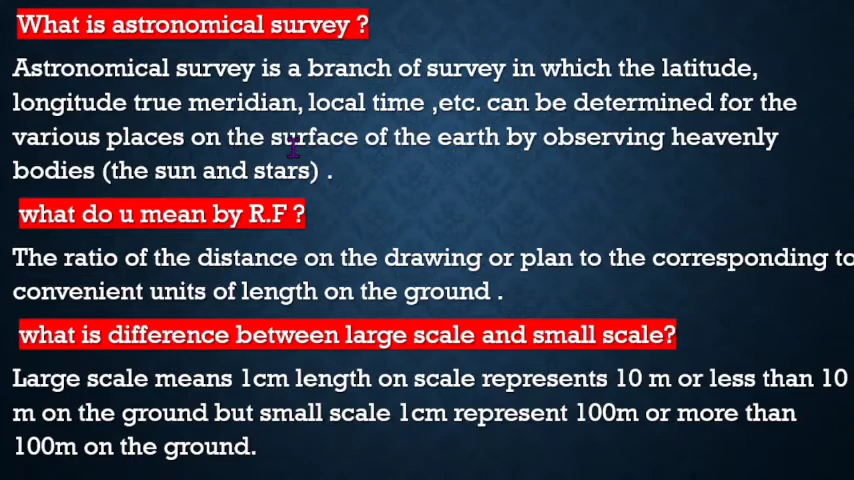 What is astronomical survey ?
Astronomical survey is a branch of survey in which the latitude,
longitude true meridian, local time ,etc. can be determined for the
various places on the surface of the earth by observing heavenly
bodies (the sun and stars) .
what do u mean by R.F ?
The ratio of the distance on the drawing or plan to the corresponding to
convenient units of length on the ground .
what is difference between large scale and small scale?
Large scale means 1cm length on scale represents 10 m or less than 10
m on the ground but small scale 1cm represent 100m or more than
100m on the ground.